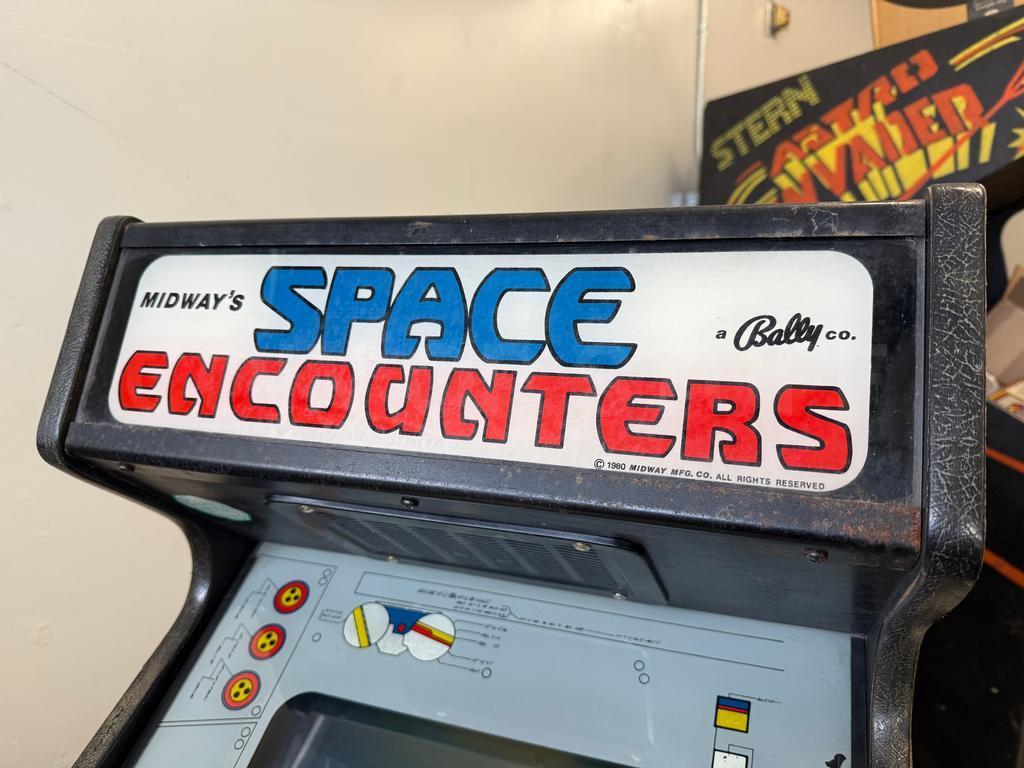 MIDWAY'S SPACE
a Bally co.
ENCOUNTERS
© 1980 MIDWAY MFG. CO. ALL RIGHTS RESERVED
STERN
ASTRO
INVADER